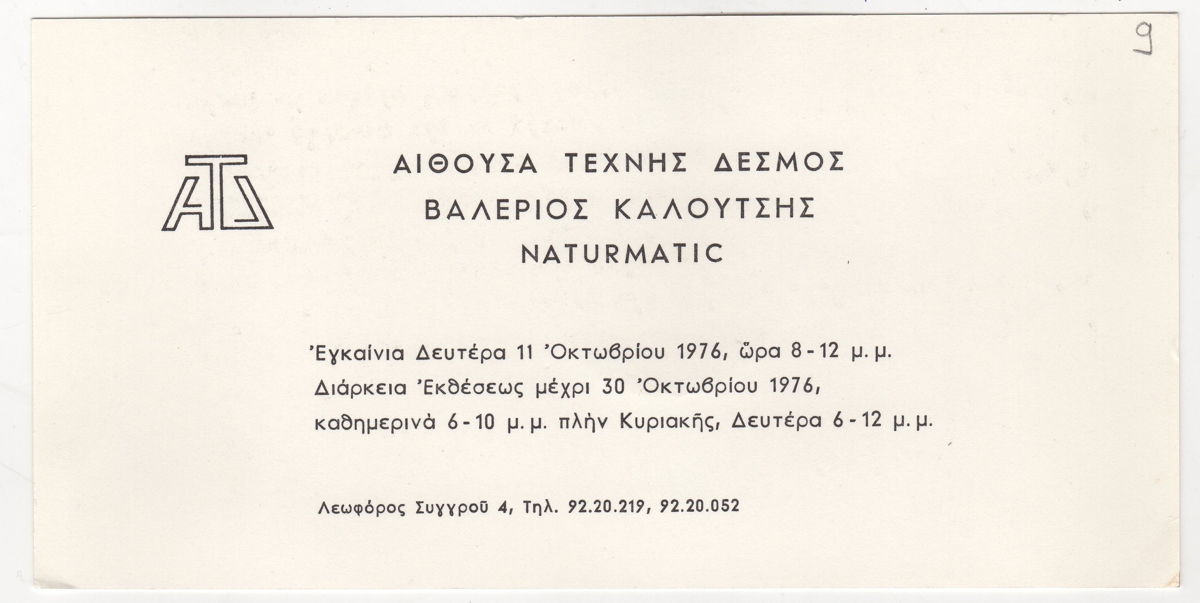 9
ΑΤΔ
ΑΙΘΟΥΣΑ ΤΕΧΝΗΣ ΔΕΣΜΟΣ
ΒΑΛΕΡΙΟΣ ΚΑΛΟΥΤΣΗΣ
NATURMATIC
Ἐγκαίνια Δευτέρα 11 Ὀκτωβρίου 1976, ὥρα 8-12 μ.μ.
Διάρκεια Ἐκθέσεως μέχρι 30 Ὀκτωβρίου 1976,
καθημερινὰ 6-10 μ.μ. πλὴν Κυριακῆς, Δευτέρα 6-12 μ.μ.
Λεωφόρος Συγγροῦ 4, Τηλ. 92.20.219, 92.20.052